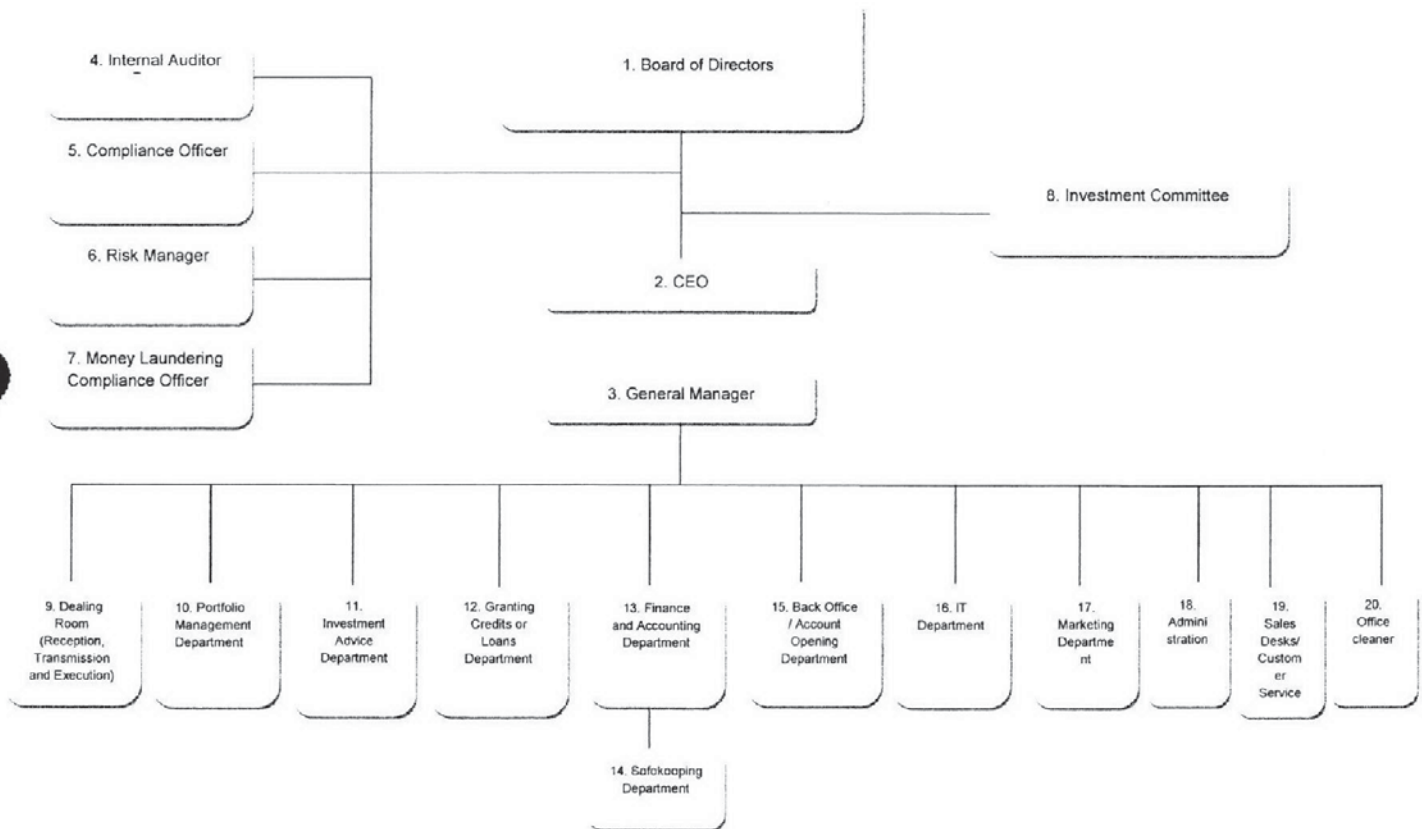 4. Internal Auditor
1. Board of Directors
5. Compliance Officer
8. Investment Committee
6. Risk Manager
2. CEO
7. Money Laundering
Compliance Officer
3. General Manager
9. Dealing
Room
(Reception,
Transmission
and Execution)
10. Portfolio
Management
Department
11.
Investment
Advice
Department
12. Granting
Credits or
Loans
Department
13. Finance
and Accounting
Department
15. Back Office
/ Account
Opening
Department
16. IT
Department
17.
Marketing
Departme
nt
18.
Admini
stration
19.
Sales
Desks/
Custom
er
Service
20.
Office
cleaner
14. Safekeeping
Department